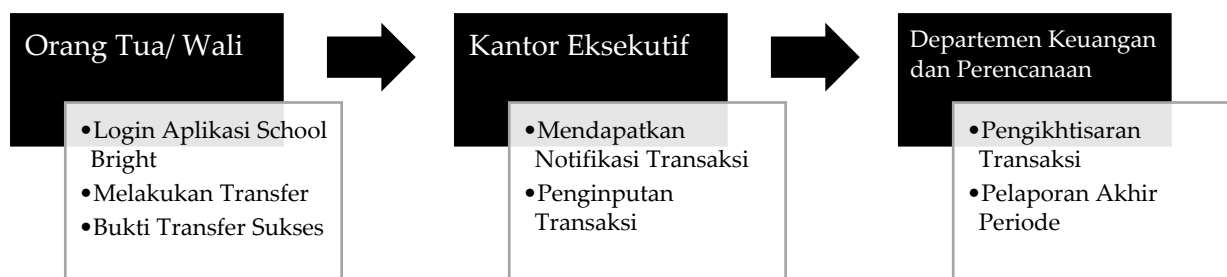 Orang Tua/ Wali
•Login Aplikasi School
Bright
•Melakukan Transfer
•Bukti Transfer Sukses
Kantor Eksekutif
•Mendapatkan
Notifikasi Transaksi
•Penginputan
Transaksi
Departemen Keuangan
dan Perencanaan
•Pengikhtisaran
Transaksi
•Pelaporan Akhir
Periode